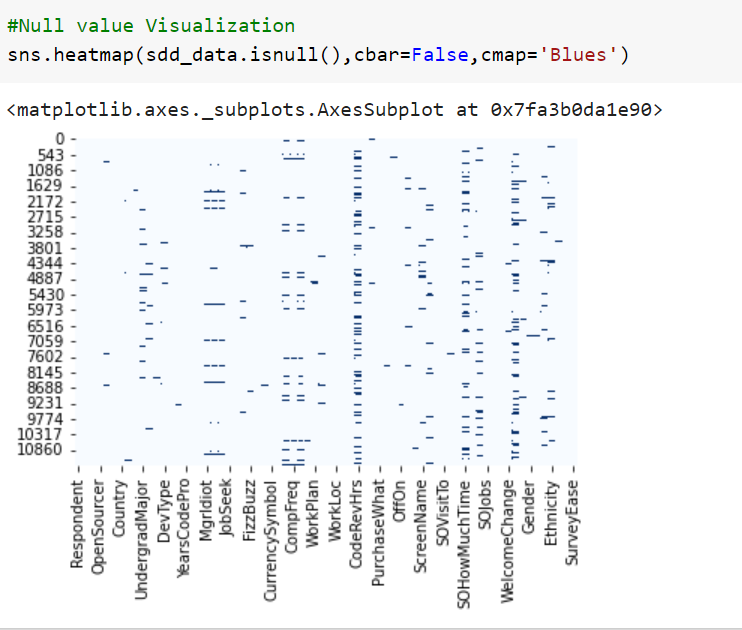 #Null value Visualization
sns.heatmap(sdd_data.isnull(),cbar=False,cmap='Blues')
<matplotlib.axes._subplots.AxesSubplot at 0x7fa3b0da1e90>
0
543
1086
1629
2172
2715
3258
3801
4344
4887
5430
5973
6516
7059
7602
8145
8688
9231
9774
10317
10860
Respondent
OpenSourcer
Country
UndergradMajor
DevType
YearsCodePro
MgrIdiot
JobSeek
FizzBuzz
CurrencySymbol
CompFreq
WorkPlan
WorkLoc
CodeRevHrs
PurchaseWhat
OffOn
ScreenName
SOVisitTo
SOHowMuchTime
SOJobs
WelcomeChange
Gender
Ethnicity
SurveyEase